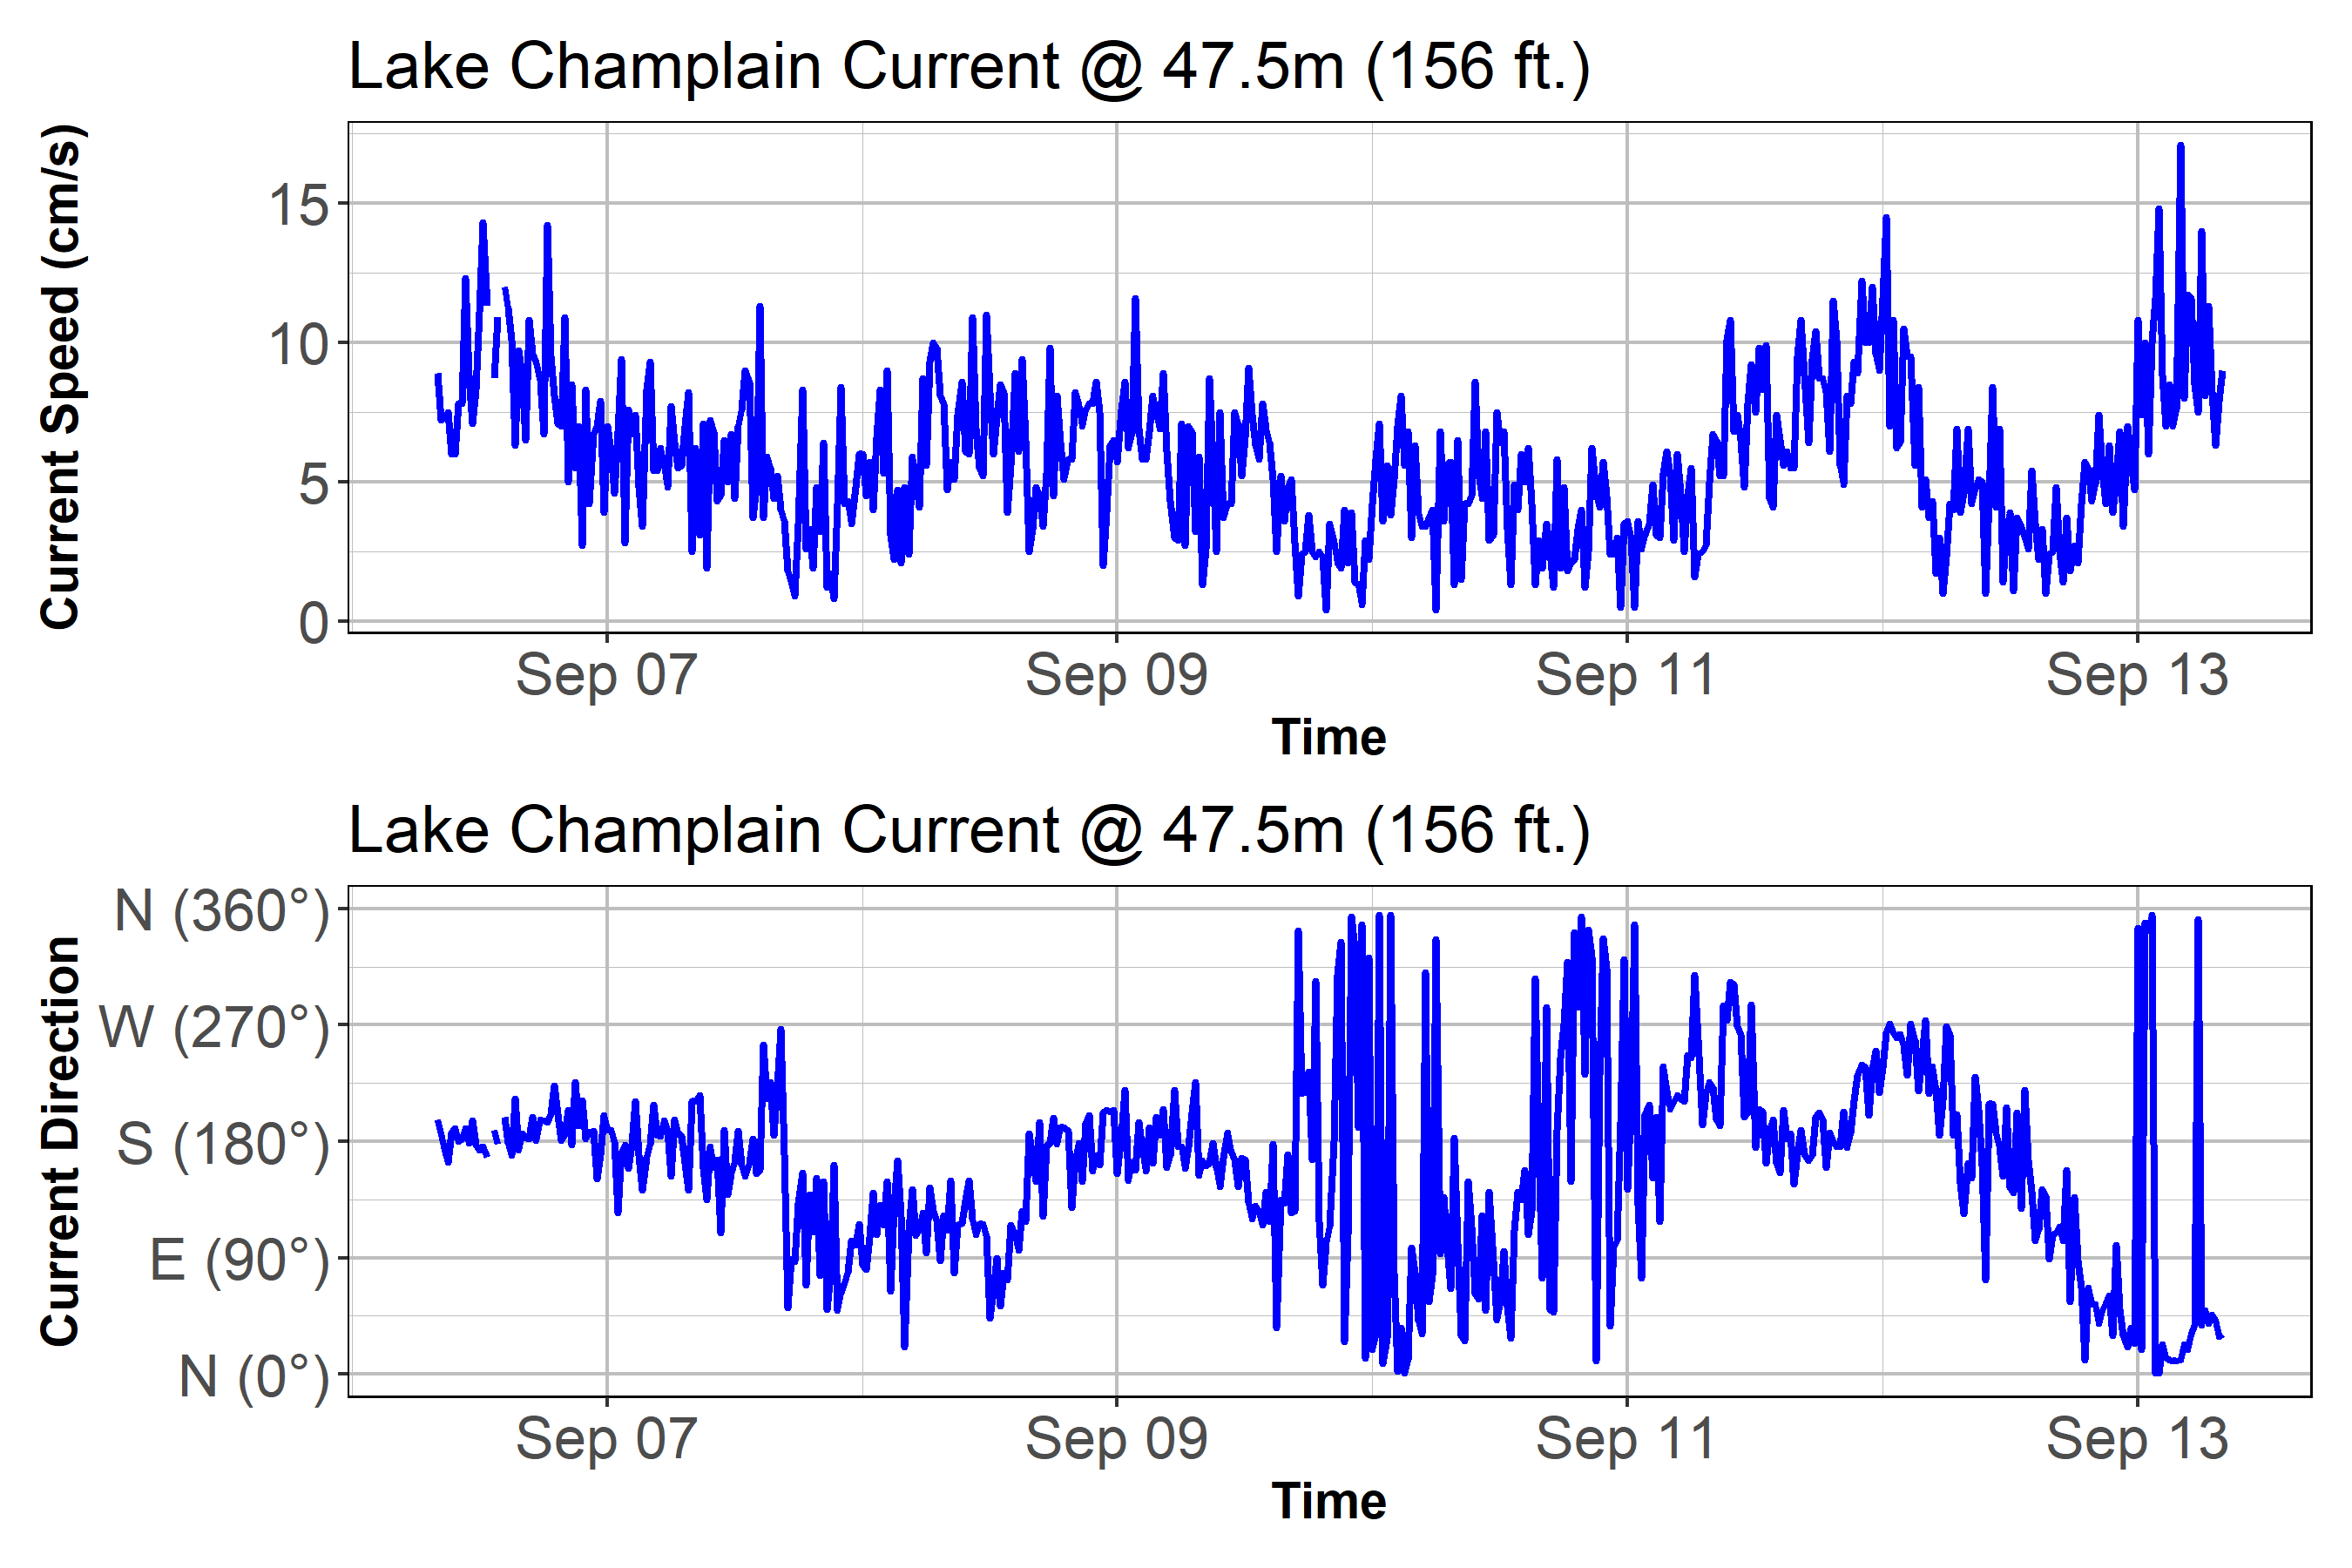 Lake Champlain Current @ 47.5m (156 ft.)
Current Speed (cm/s)
15
10
5
0
Sep 07 Sep 09 Sep 11 Sep 13
Time
Lake Champlain Current @ 47.5m (156 ft.)
Current Direction
N (360°)
W (270°)
S (180°)
E (90°)
N (0°)
Sep 07 Sep 09 Sep 11 Sep 13
Time